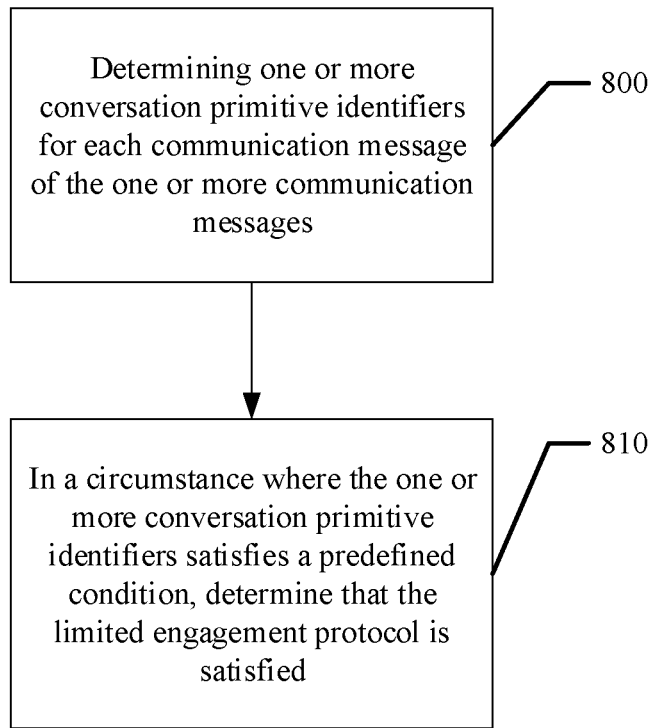 Determining one or more
conversation primitive identifiers
for each communication message
of the one or more communication
messages
800
In a circumstance where the one or
more conversation primitive
identifiers satisfies a predefined
condition, determine that the
limited engagement protocol is
satisfied
810